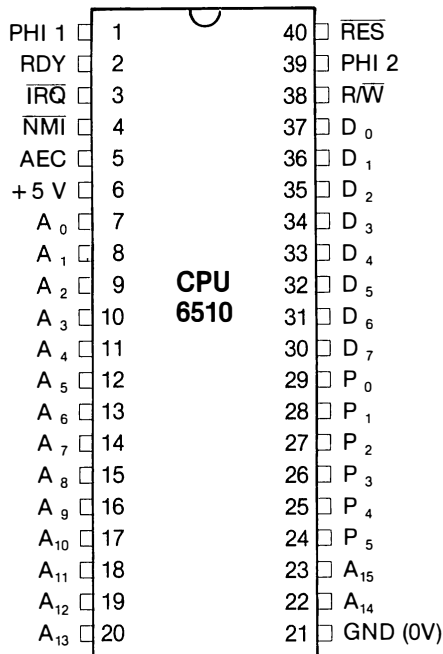 PHI 1 1 40 R̅E̅S̅
RDY 2 39 PHI 2
I̅R̅Q̅ 3 38 R/W̅
N̅M̅I̅ 4 37 D₀
AEC 5 36 D₁
+5 V 6 35 D₂
A₀ 7 34 D₃
A₁ 8 33 D₄
A₂ 9 CPU 32 D₅
A₃ 10 6510 31 D₆
A₄ 11 30 D₇
A₅ 12 29 P₀
A₆ 13 28 P₁
A₇ 14 27 P₂
A₈ 15 26 P₃
A₉ 16 25 P₄
A₁₀ 17 24 P₅
A₁₁ 18 23 A₁₅
A₁₂ 19 22 A₁₄
A₁₃ 20 21 GND (0V)